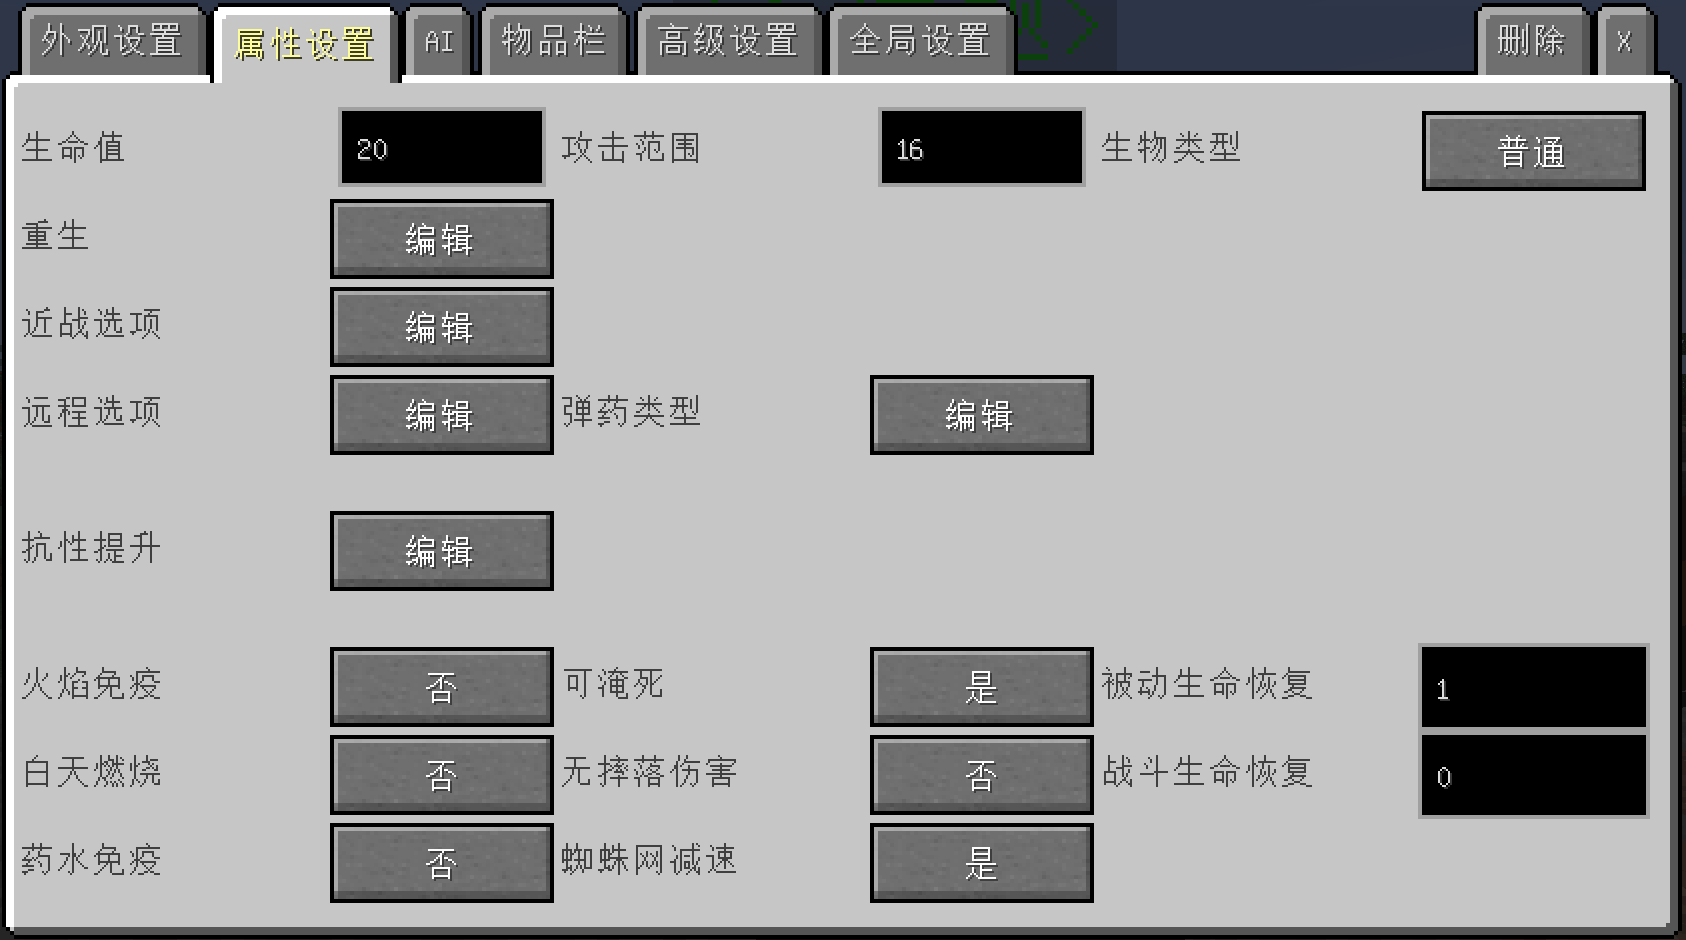 外观设置 属性设置 AI 物品栏 高级设置 全局设置 删除 X
生命值 20 攻击范围 16 生物类型 普通
重生 编辑
近战选项 编辑
远程选项 编辑 弹药类型 编辑
抗性提升 编辑
火焰免疫 否 可淹死 是 被动生命恢复 1
白天燃烧 否 无摔落伤害 否 战斗生命恢复 0
药水免疫 否 蜘蛛网减速 是